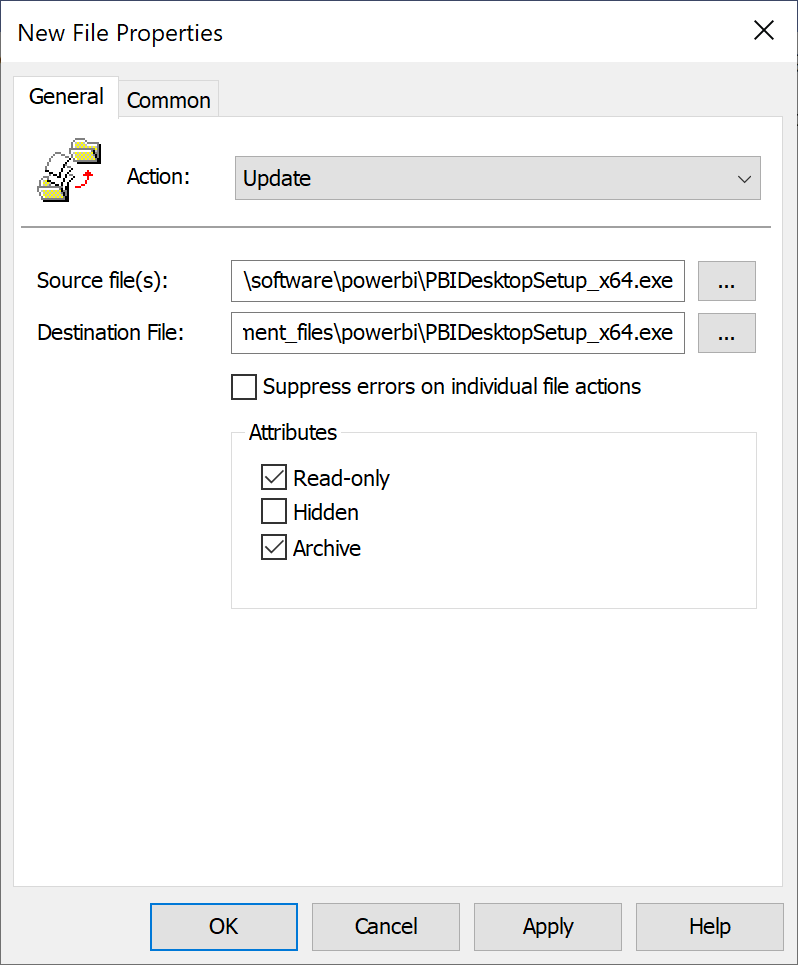 New File Properties
General Common
Action: Update
Source file(s): \software\powerbi\PBIDesktopSetup_x64.exe ...
Destination File: ment_files\powerbi\PBIDesktopSetup_x64.exe ...
Suppress errors on individual file actions
Attributes
Read-only
Hidden
Archive
OK Cancel Apply Help